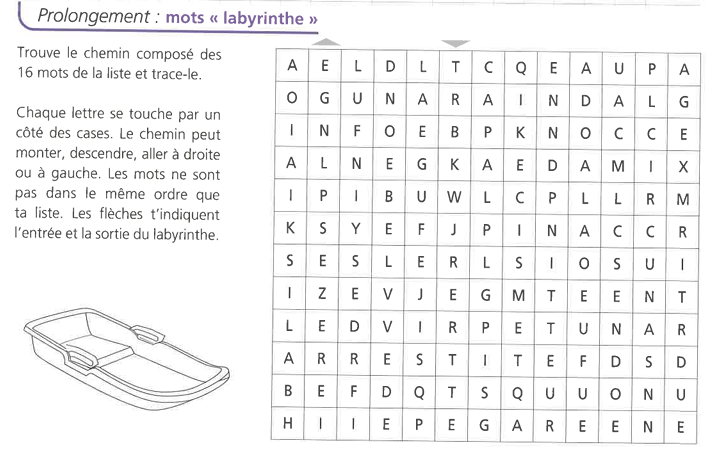 Prolongement : mots « labyrinthe »
Trouve le chemin composé des
16 mots de la liste et trace-le.
Chaque lettre se touche par un
côté des cases. Le chemin peut
monter, descendre, aller à droite
ou à gauche. Les mots ne sont
pas dans le même ordre que
ta liste. Les flèches t'indiquent
l'entrée et la sortie du labyrinthe.
A E L D L T C Q E A U P A
O G U N A R A I N D A L G
I N F O E B P K N O C C E
A L N E G K A E D A M I X
I P I B U W L C P L L R M
K S Y E F J P I N A C C R
S E S L E R L S I O S U I
I Z E V J E G M T E E N T
L E D V I R P E T U N A R
A R R E S T I T E F D S D
B E F D Q T S Q U U O N U
H I I E P E G A R E E N E